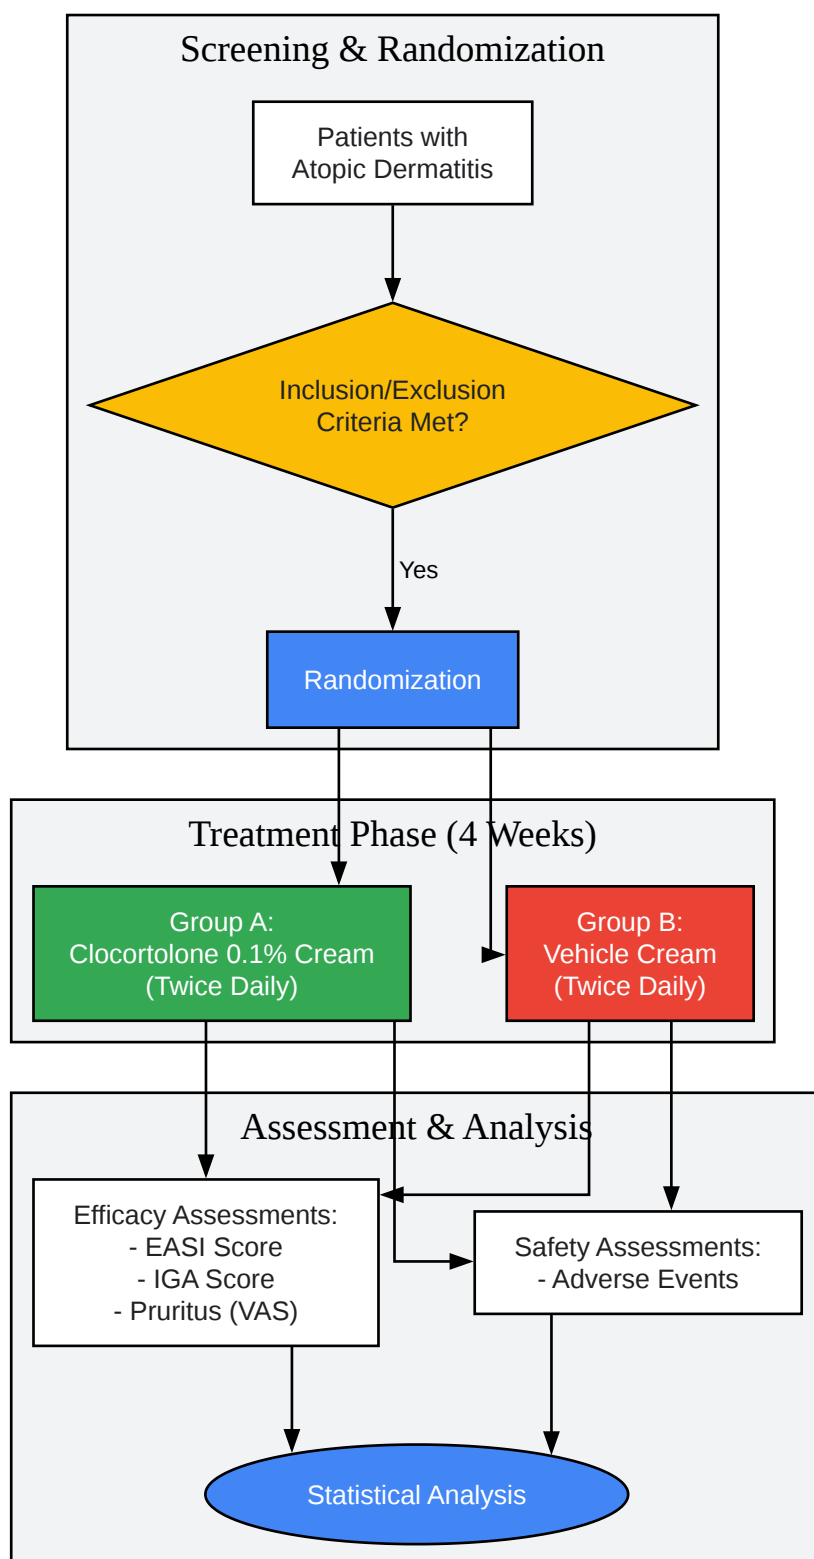 Screening & Randomization
Patients with
Atopic Dermatitis
Inclusion/Exclusion
Criteria Met?
Yes
Randomization
Treatment Phase (4 Weeks)
Group A:
Clocortolone 0.1% Cream
(Twice Daily)
Group B:
Vehicle Cream
(Twice Daily)
Assessment & Analysis
Efficacy Assessments:
- EASI Score
- IGA Score
- Pruritus (VAS)
Safety Assessments:
- Adverse Events
Statistical Analysis